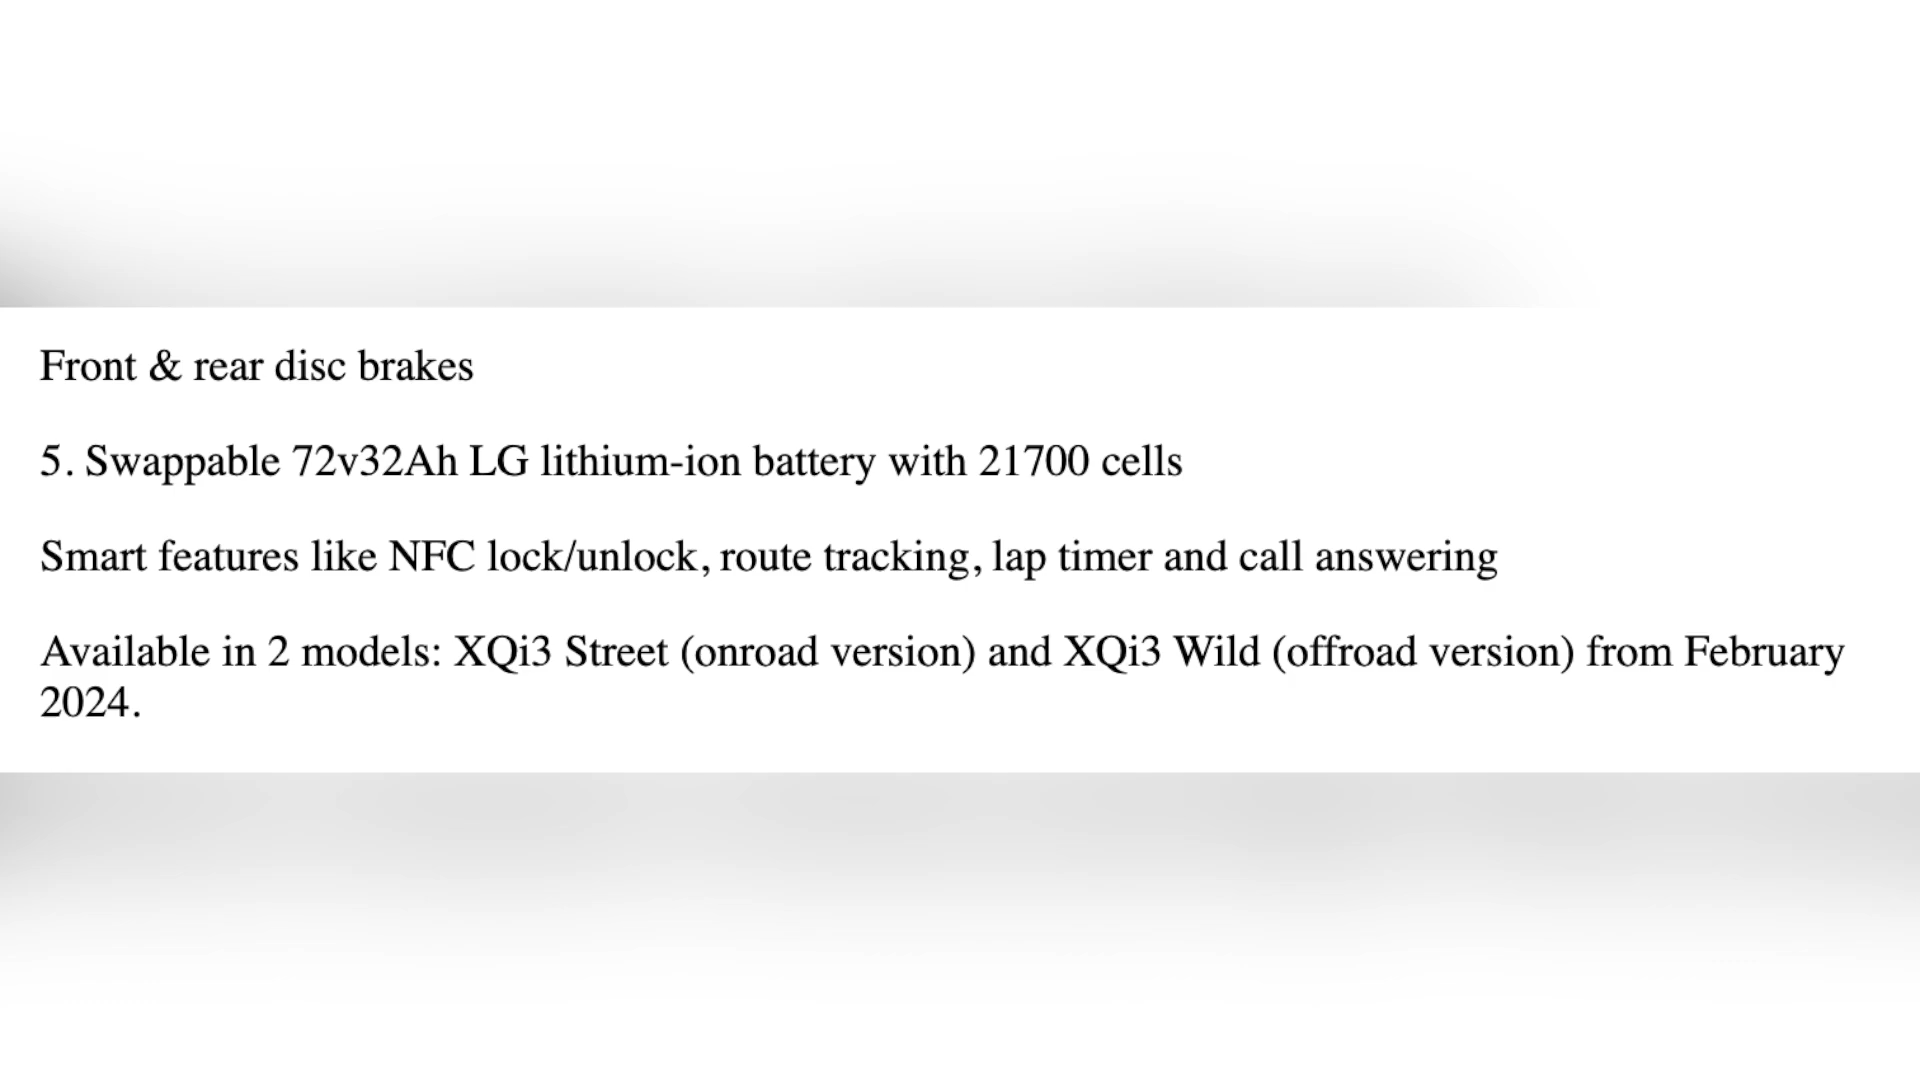 Front & rear disc brakes
5. Swappable 72v32Ah LG lithium-ion battery with 21700 cells
Smart features like NFC lock/unlock, route tracking, lap timer and call answering
Available in 2 models: XQi3 Street (onroad version) and XQi3 Wild (offroad version) from February
2024.